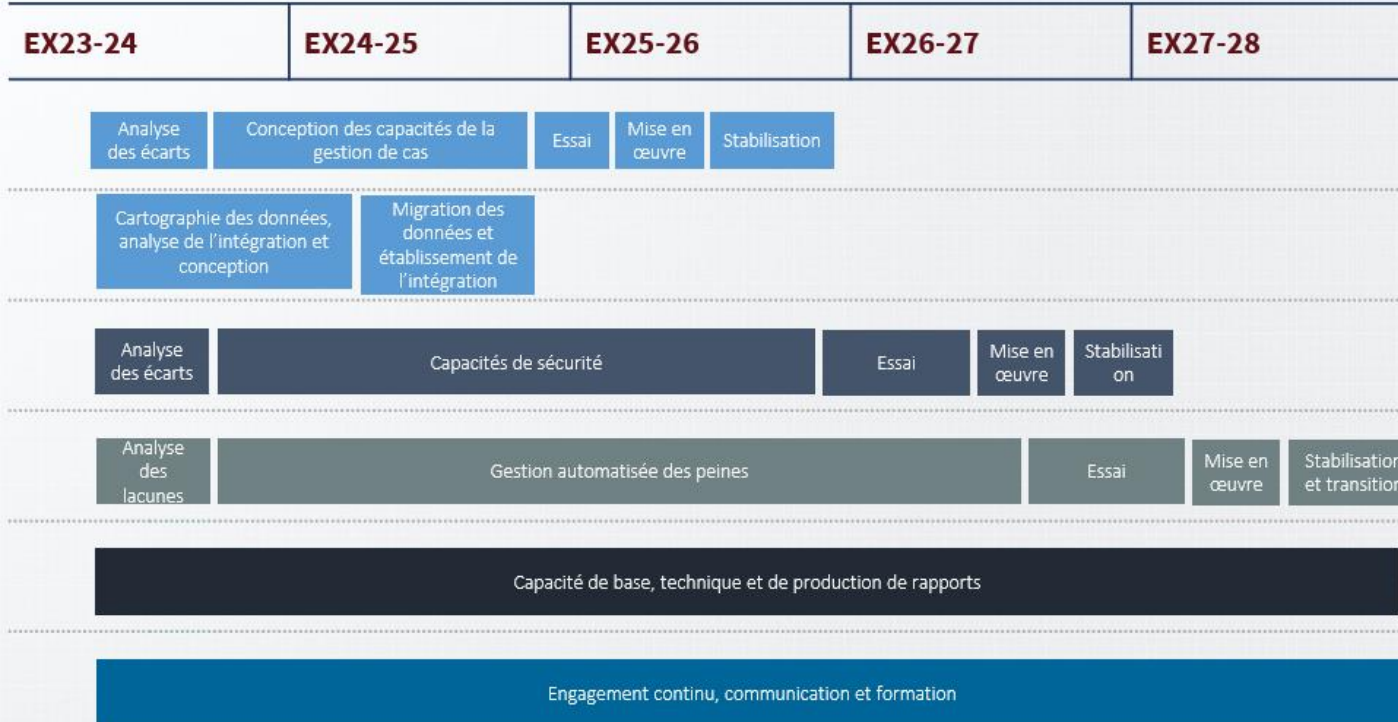 EX23-24
EX24-25
EX25-26
EX26-27
EX27-28
Analyse
des écarts
Conception des capacités de la
gestion de cas
Essai
Mise en
œuvre
Stabilisation
Cartographie des données,
analyse de l’intégration et
conception
Migration des
données et
établissement de
l’intégration
Analyse
des écarts
Capacités de sécurité
Essai
Mise en
œuvre
Stabilisati
on
Analyse
des
lacunes
Gestion automatisée des peines
Essai
Mise en
œuvre
Stabilisation
et transition
Capacité de base, technique et de production de rapports
Engagement continu, communication et formation